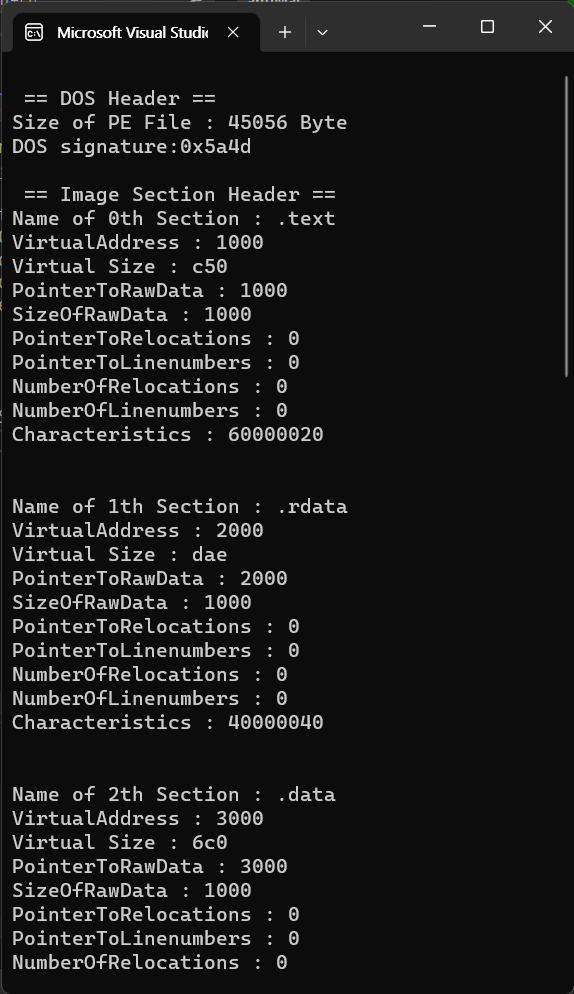 Microsoft Visual Studi
== DOS Header ==
Size of PE File : 45056 Byte
DOS signature:0x5a4d
== Image Section Header ==
Name of 0th Section : .text
VirtualAddress : 1000
Virtual Size : c50
PointerToRawData : 1000
SizeOfRawData : 1000
PointerToRelocations : 0
PointerToLinenumbers : 0
NumberOfRelocations : 0
NumberOfLinenumbers : 0
Characteristics : 60000020
Name of 1th Section : .rdata
VirtualAddress : 2000
Virtual Size : dae
PointerToRawData : 2000
SizeOfRawData : 1000
PointerToRelocations : 0
PointerToLinenumbers : 0
NumberOfRelocations : 0
NumberOfLinenumbers : 0
Characteristics : 40000040
Name of 2th Section : .data
VirtualAddress : 3000
Virtual Size : 6c0
PointerToRawData : 3000
SizeOfRawData : 1000
PointerToRelocations : 0
PointerToLinenumbers : 0
NumberOfRelocations : 0